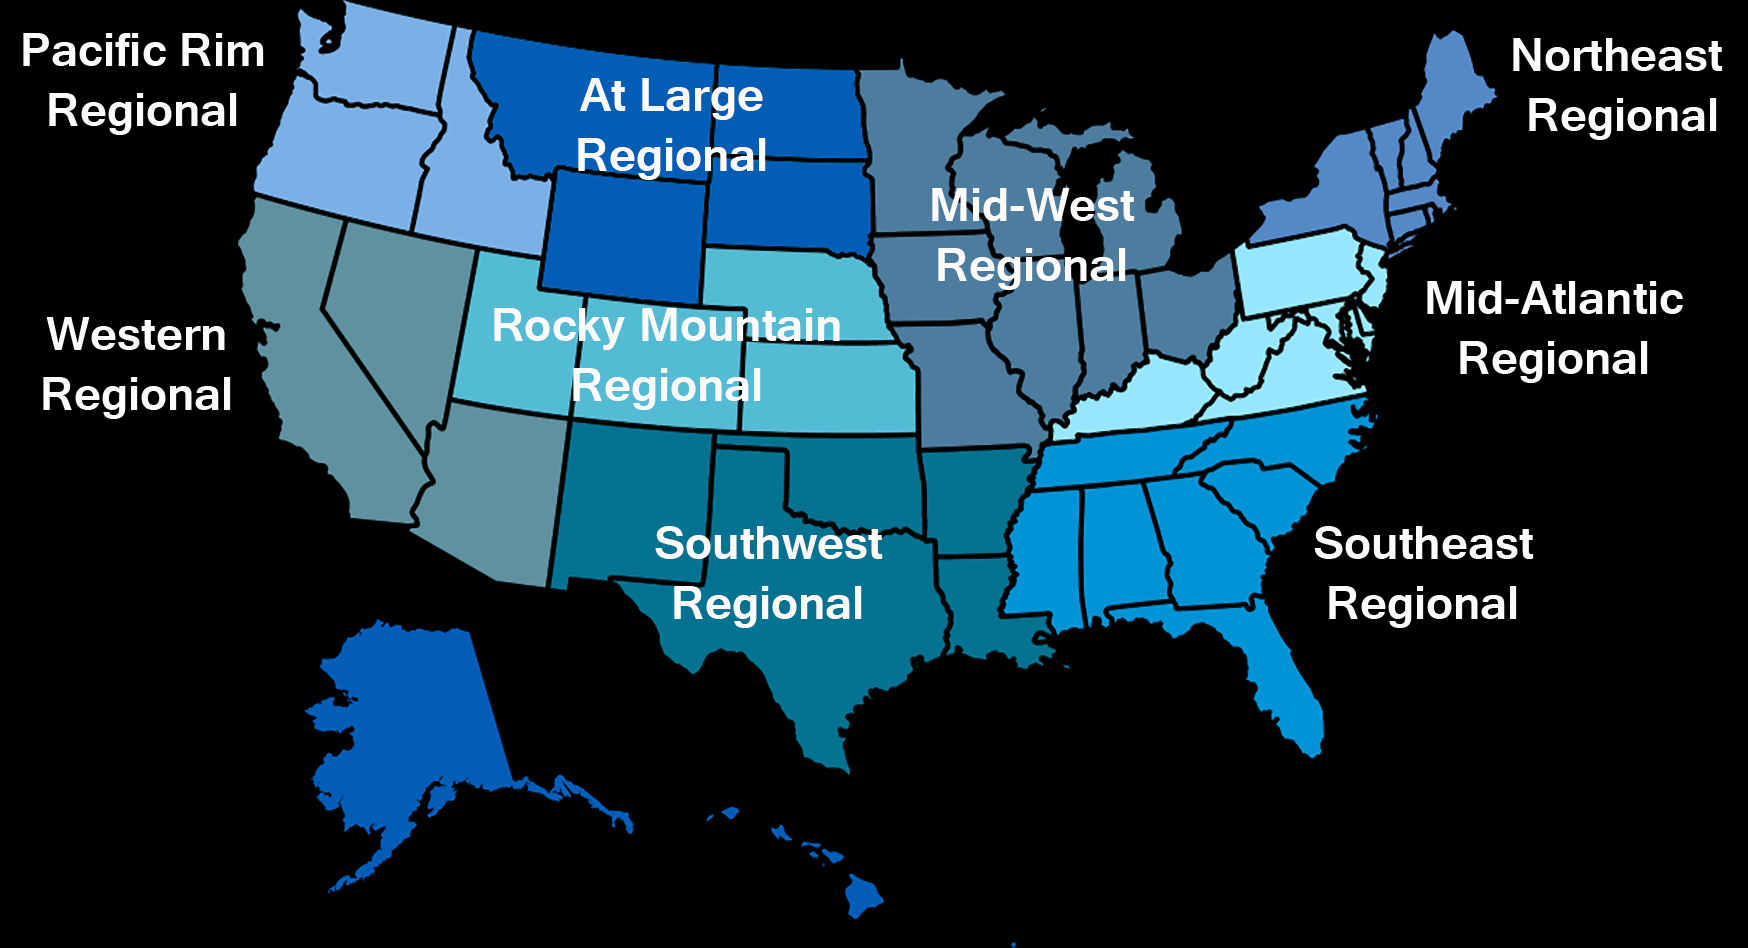 Pacific Rim
Regional
At Large
Regional
Northeast
Regional
Mid-West
Regional
Western
Regional
Rocky Mountain
Regional
Mid-Atlantic
Regional
Southwest
Regional
Southeast
Regional